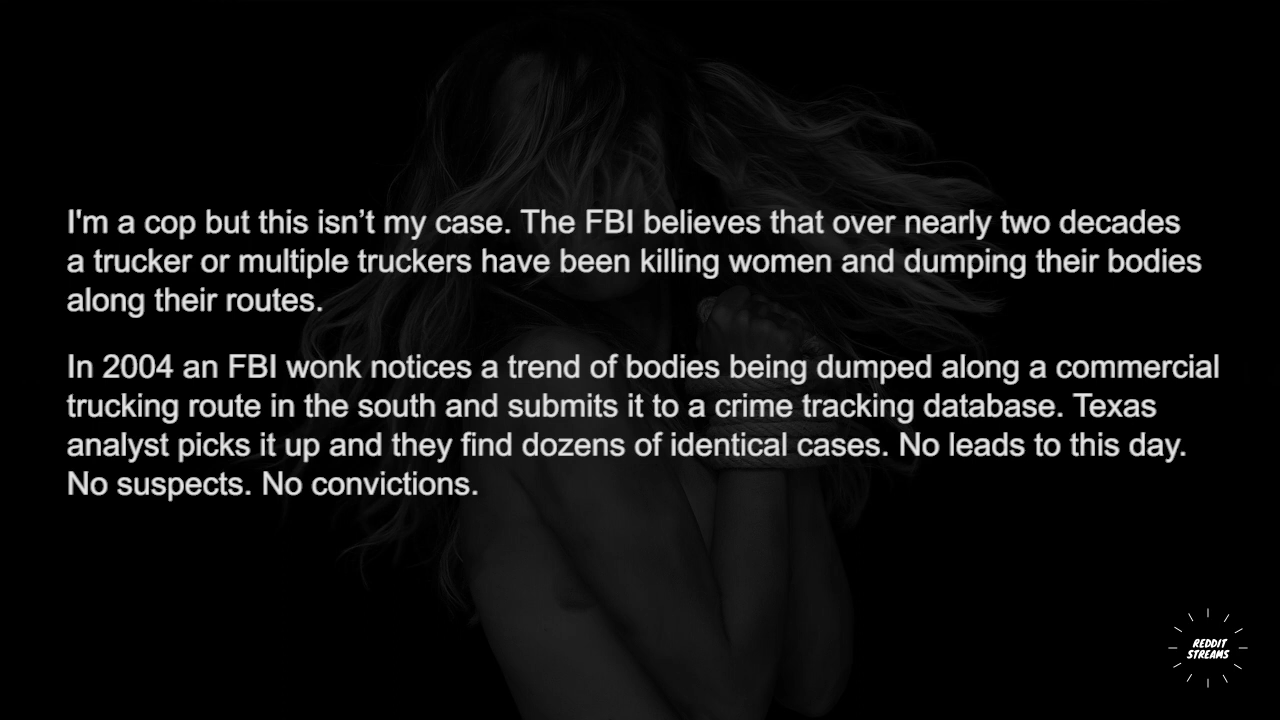 I'm a cop but this isn’t my case. The FBI believes that over nearly two decades
a trucker or multiple truckers have been killing women and dumping their bodies
along their routes.
In 2004 an FBI wonk notices a trend of bodies being dumped along a commercial
trucking route in the south and submits it to a crime tracking database. Texas
analyst picks it up and they find dozens of identical cases. No leads to this day.
No suspects. No convictions.
REDDIT
STREAMS